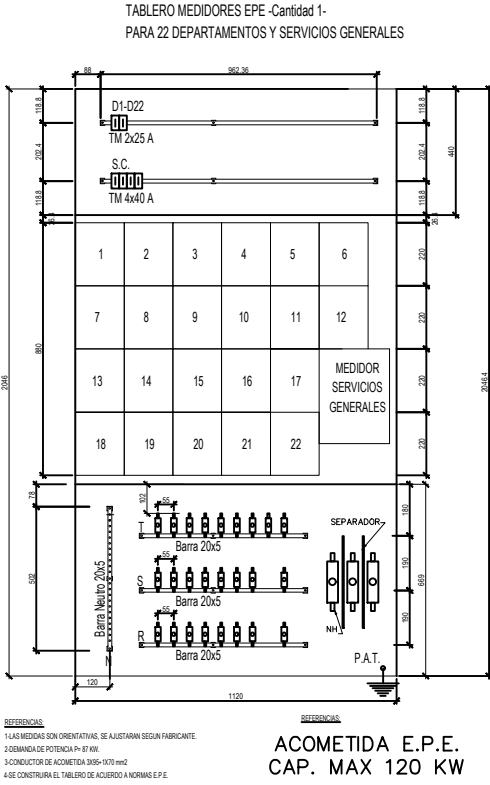 TABLERO MEDIDORES EPE -Cantidad 1-
PARA 22 DEPARTAMENTOS Y SERVICIOS GENERALES
88
962.36
D1-D22
TM 2x25 A
S.C.
TM 4x40 A
118.8
202.4
118.8
26.4
118.8
202.4
118.8
440
26.4
1 2 3 4 5 6
7 8 9 10 11 12
13 14 15 16 17
MEDIDOR
SERVICIOS
GENERALES
18 19 20 21 22
220
220
220
220
880
2046
2046.4
78
502
102
55
T
Barra 20x5
55
S
Barra 20x5
55
R
Barra 20x5
Barra Neutro 20x5
N
SEPARADOR
NH
P.A.T.
180
190
190
669
120
1120
REFERENCIAS:
1-LAS MEDIDAS SON ORIENTATIVAS, SE AJUSTARAN SEGUN FABRICANTE.
2-DEMANDA DE POTENCIA P= 87 KW.
3-CONDUCTOR DE ACOMETIDA 3X95+1X70 mm2
4-SE CONSTRUIRA EL TABLERO DE ACUERDO A NORMAS E.P.E.
REFERENCIAS:
ACOMETIDA E.P.E.
CAP. MAX 120 KW